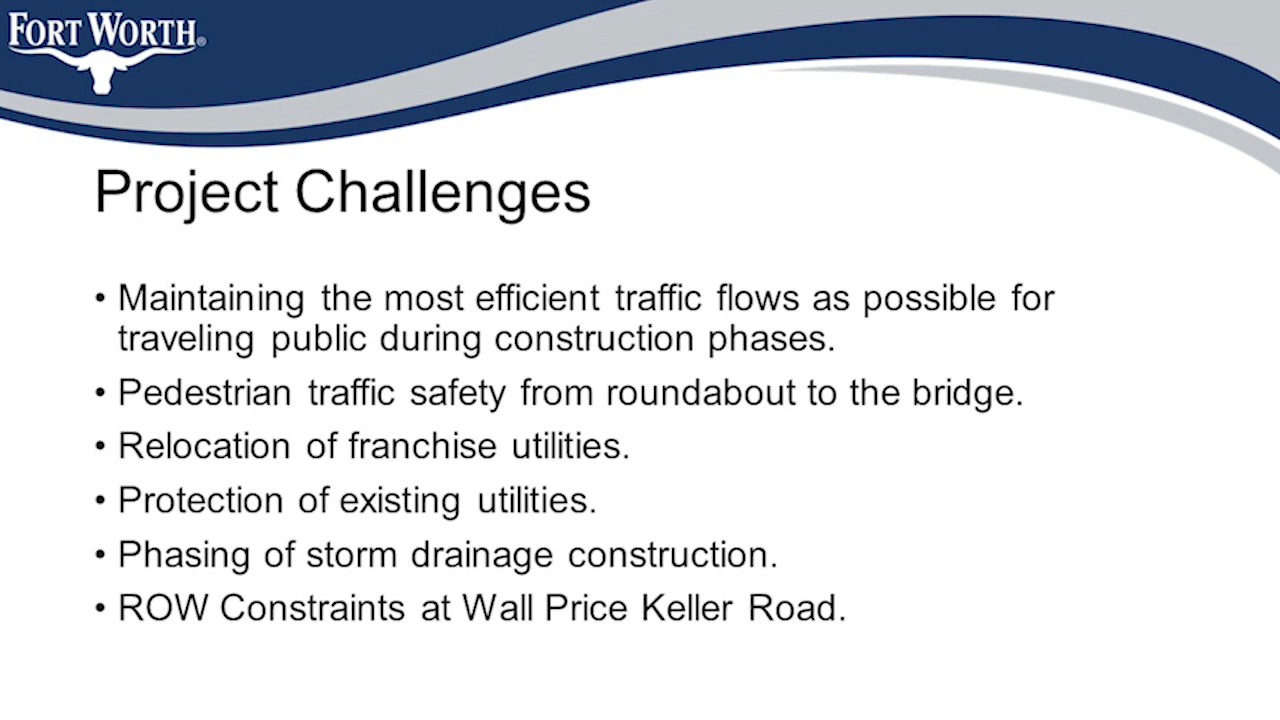 FORT WORTH®
Project Challenges
• Maintaining the most efficient traffic flows as possible for
traveling public during construction phases.
• Pedestrian traffic safety from roundabout to the bridge.
• Relocation of franchise utilities.
• Protection of existing utilities.
• Phasing of storm drainage construction.
• ROW Constraints at Wall Price Keller Road.